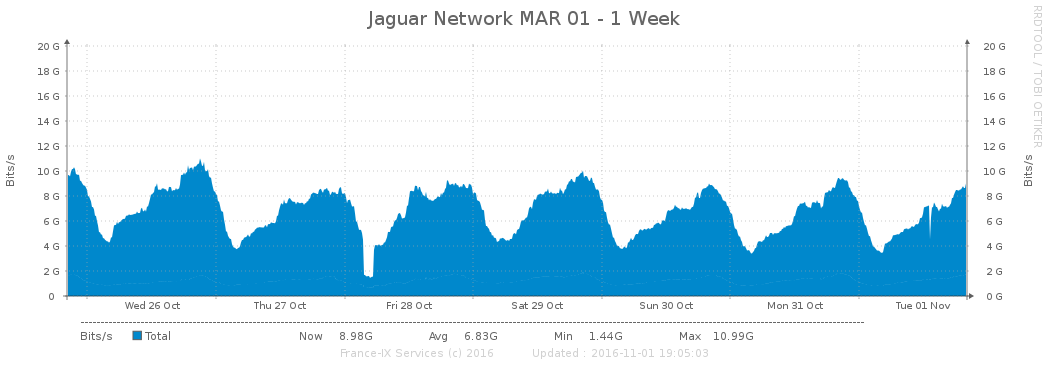 Jaguar Network MAR 01 - 1 Week
RRDTOOL / TOBI OETIKER
Bits/s
Bits/s
20 G 20 G
18 G 18 G
16 G 16 G
14 G 14 G
12 G 12 G
10 G 10 G
8 G 8 G
6 G 6 G
4 G 4 G
2 G 2 G
0 0 G
Wed 26 Oct Thu 27 Oct Fri 28 Oct Sat 29 Oct Sun 30 Oct Mon 31 Oct Tue 01 Nov
Bits/s Total Now 8.98G Avg 6.83G Min 1.44G Max 10.99G
France-IX Services (c) 2016 Updated : 2016-11-01 19:05:03